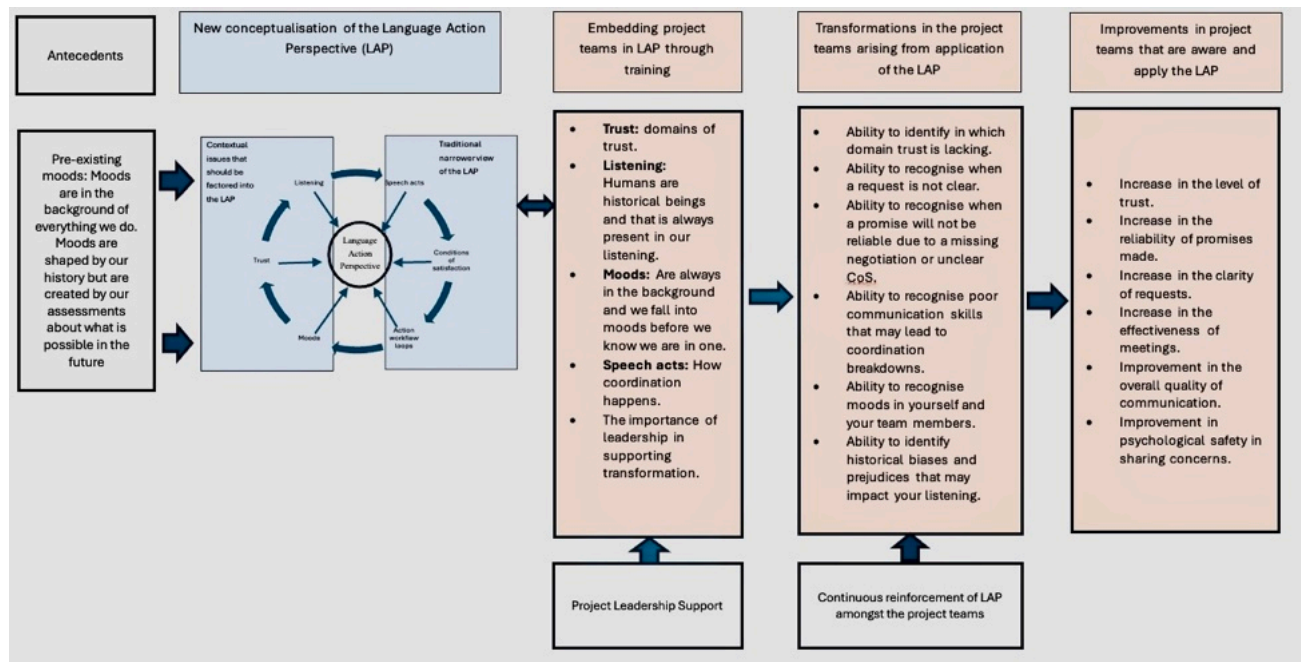 Antecedents
New conceptualisation of the Language Action
Perspective (LAP)
Embedding project
teams in LAP through
training
Transformations in the project
teams arising from application
of the LAP
Improvements in project
teams that are aware and
apply the LAP
Pre-existing
moods: Moods
are in the
background of
everything we do.
Moods are
shaped by our
history but are
created by our
assessments
about what is
possible in the
future
Contextual
issues that
should be
factored into
the LAP
Traditional
narrowerview
of the LAP
Listening
Speech acts
Trust
Language
Action
Perspective
Conditions
of
satisfaction
Moods
Action
workflow
loops
• Trust: domains of
trust.
• Listening:
Humans are
historical beings
and that is always
present in our
listening.
• Moods: Are always
in the background
and we fall into
moods before we
know we are in one.
• Speech acts: How
coordination
happens.
• The importance of
leadership in
supporting
transformation.
• Ability to identify in which
domain trust is lacking.
• Ability to recognise when
a request is not clear.
• Ability to recognise when
a promise will not be
reliable due to a missing
negotiation or unclear
CoS.
• Ability to recognise poor
communication skills
that may lead to
coordination
breakdowns.
• Ability to recognise
moods in yourself and
your team members.
• Ability to identify
historical biases and
prejudices that may
impact your listening.
• Increase in the level of
trust.
• Increase in the
reliability of promises
made.
• Increase in the clarity
of requests.
• Increase in the
effectiveness of
meetings.
• Improvement in the
overall quality of
communication.
• Improvement in
psychological safety in
sharing concerns.
Project Leadership Support
Continuous reinforcement of LAP
amongst the project teams